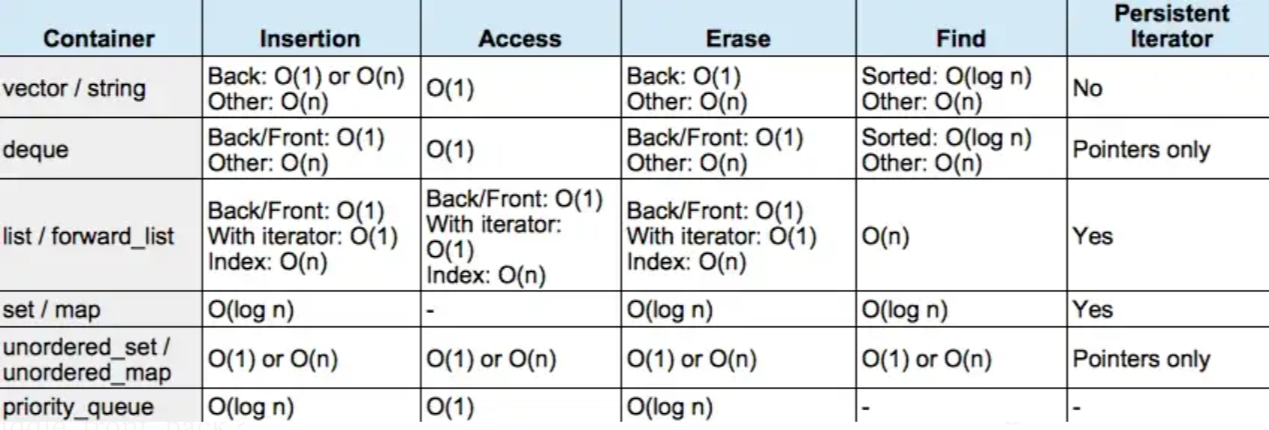 Container Insertion Access Erase Find Persistent Iterator
vector / string
Back: O(1) or O(n)
Other: O(n)
O(1)
Back: O(1)
Other: O(n)
Sorted: O(log n)
Other: O(n)
No
deque
Back/Front: O(1)
Other: O(n)
O(1)
Back/Front: O(1)
Other: O(n)
Sorted: O(log n)
Other: O(n)
Pointers only
list / forward_list
Back/Front: O(1)
With iterator: O(1)
Index: O(n)
Back/Front: O(1)
With iterator:
O(1)
Index: O(n)
Back/Front: O(1)
With iterator: O(1)
Index: O(n)
O(n)
Yes
set / map
O(log n)
-
O(log n)
O(log n)
Yes
unordered_set /
unordered_map
O(1) or O(n)
O(1) or O(n)
O(1) or O(n)
O(1) or O(n)
Pointers only
priority_queue
O(log n)
O(1)
O(log n)
-
-